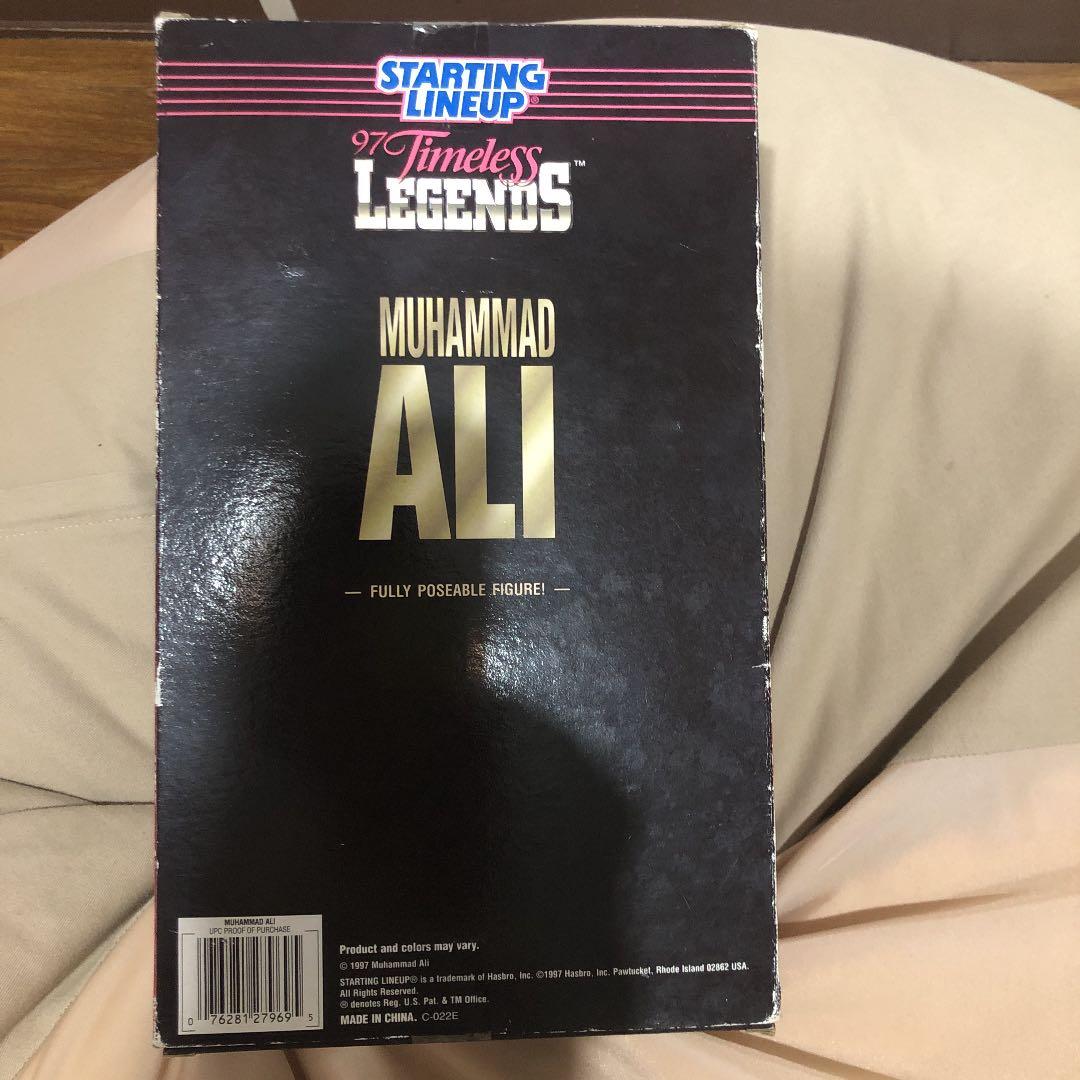 STARTING
LINEUP®
97 Timeless
LEGENDS™
MUHAMMAD
ALI
— FULLY POSEABLE FIGURE! —
MUHAMMAD ALI
UPC PROOF OF PURCHASE
0 76281 27969 5
Product and colors may vary.
© 1997 Muhammad Ali
STARTING LINEUP® is a trademark of Hasbro, Inc. ©1997 Hasbro, Inc. Pawtucket, Rhode Island 02862 USA.
All Rights Reserved.
® denotes Reg. U.S. Pat. & TM Office.
MADE IN CHINA. C-022E